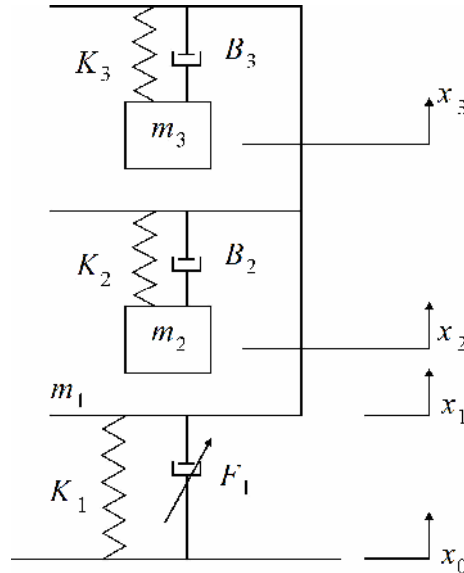 K₃ B₃
x₃
m₃
K₂ B₂
m₂
x₂
m₁
x₁
K₁ F₁
x₀